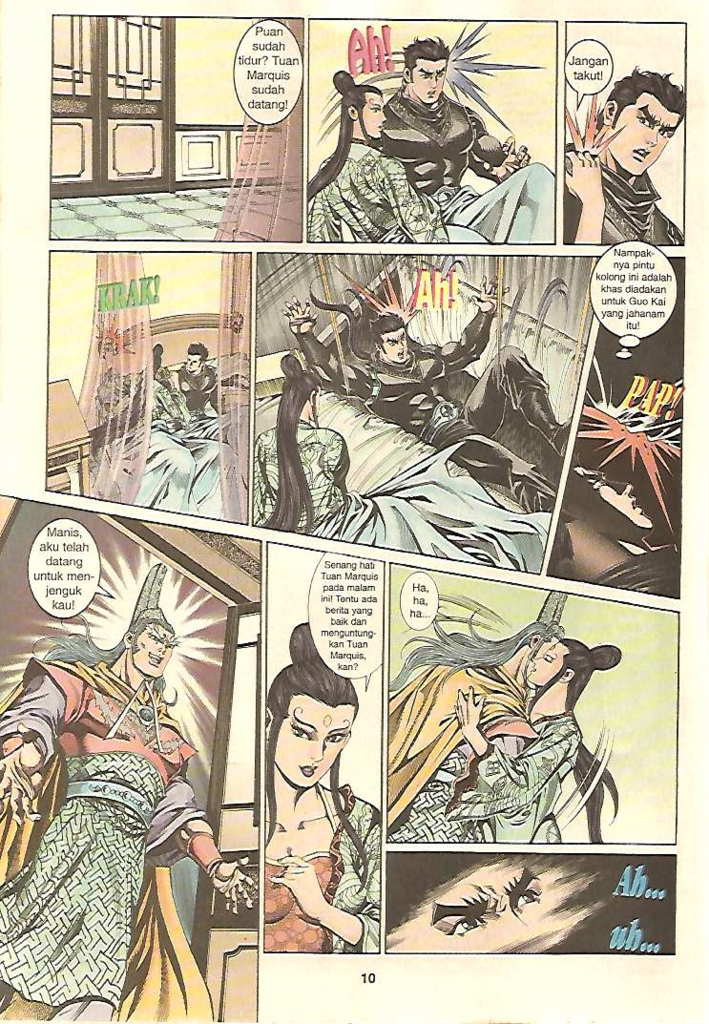 Puan
sudah
tidur? Tuan
Marquis
sudah
datang!
Ah!
Jangan
takut!
KRAK!
Ah!
Nampak-
nya pintu
kolong ini adalah
khas diadakan
untuk Guo Kai
yang jahanam
itu!
PAP!
Manis,
aku telah
datang
untuk men-
jenguk
kau!
Senang hati
Tuan Marquis
pada malam
ini! Tentu ada
berita yang
baik dan
menguntung-
kan Tuan
Marquis,
kan?
Ha,
ha,
ha...
Ah...
uh...
10